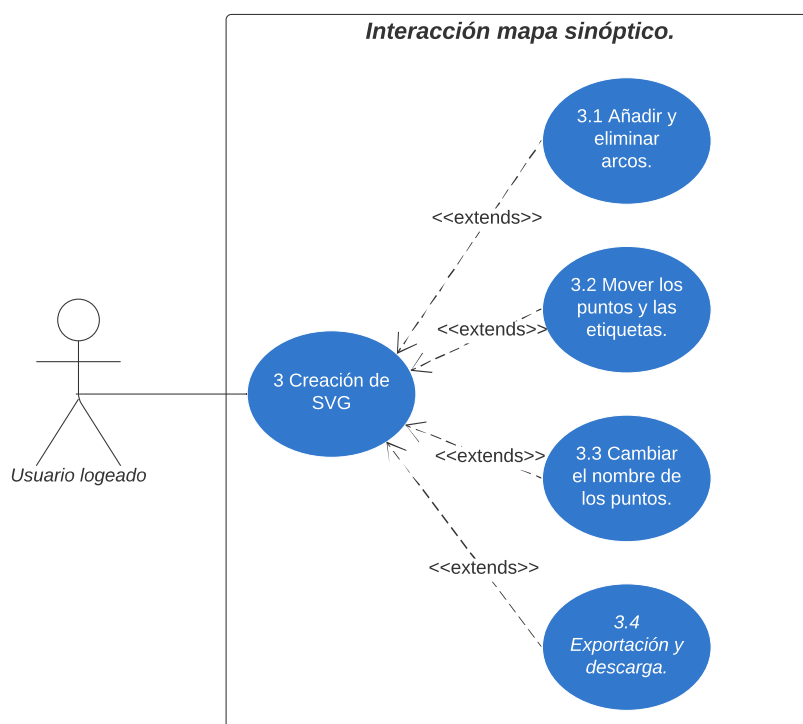 Interacción mapa sinóptico.
3.1 Añadir y
eliminar
arcos.
<<extends>>
3.2 Mover los
puntos y las
etiquetas.
<<extends>>
3 Creación de
SVG
Usuario logeado
<<extends>>
3.3 Cambiar
el nombre de
los puntos.
<<extends>>
3.4
Exportación y
descarga.